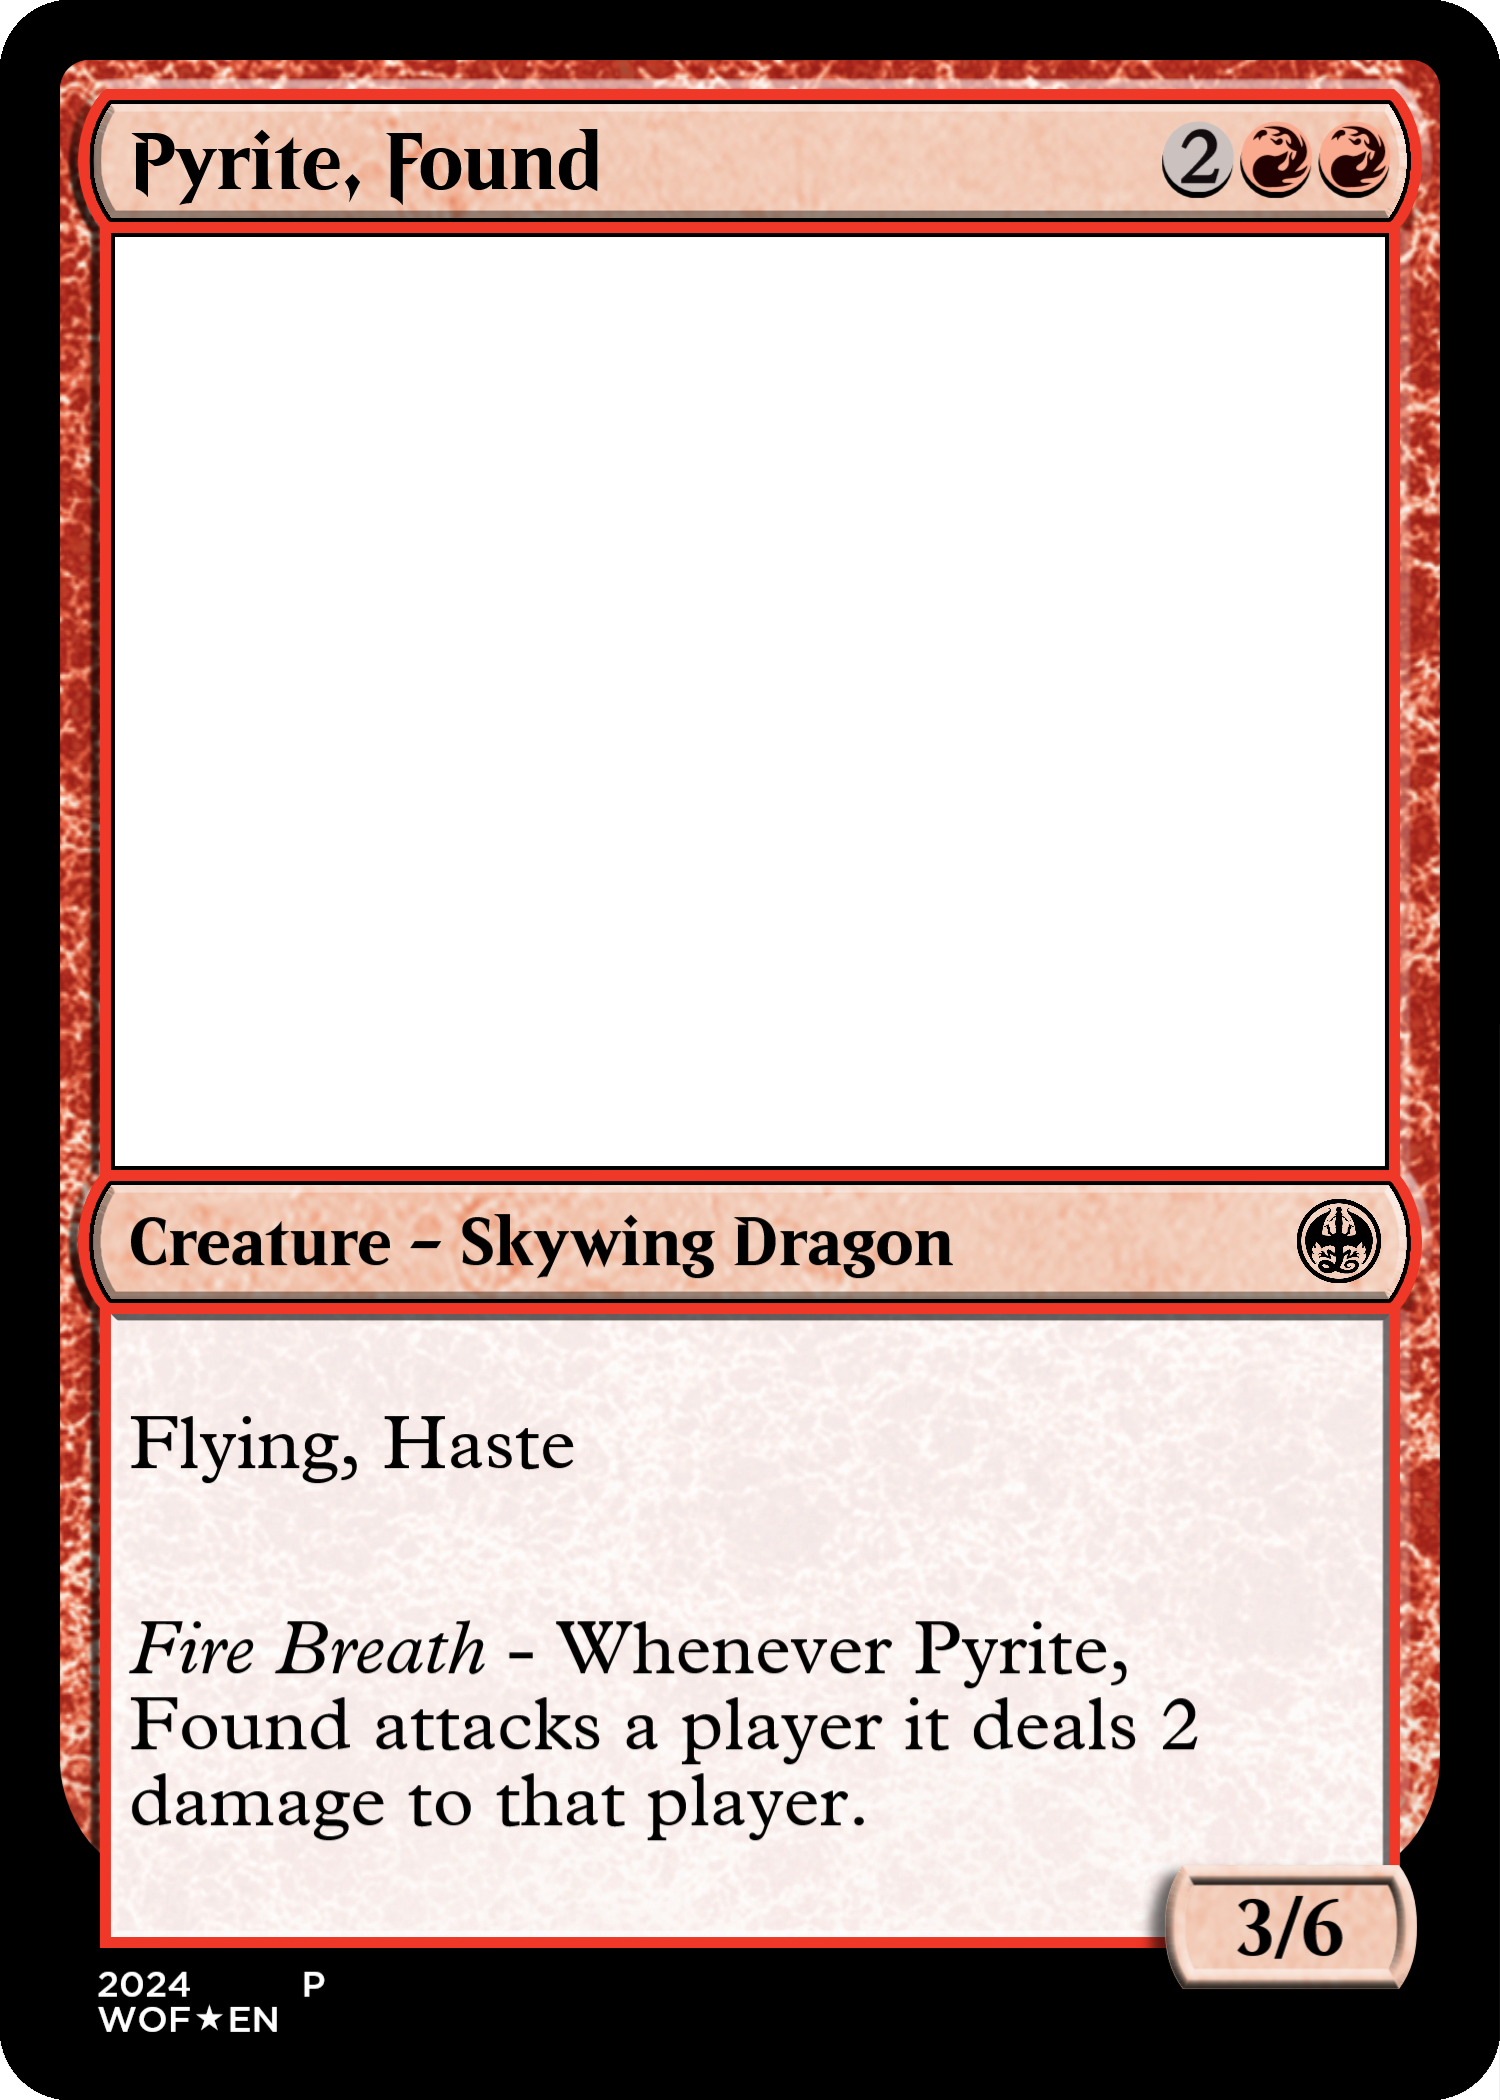 Pyrite, Found 2
Creature – Skywing Dragon
Flying, Haste
Fire Breath - Whenever Pyrite,
Found attacks a player it deals 2
damage to that player.
3/6
2024 P
WOF★EN